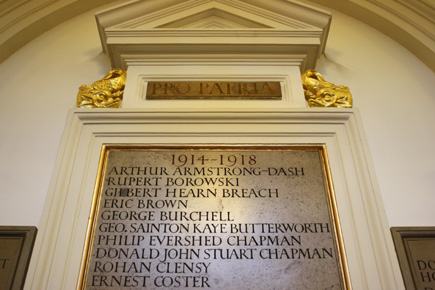 PRO PATRIA
1914-1918
ARTHUR ARMSTRONG-DASH
RUPERT BOROWSKI
GILBERT HEARN BREACH
ERIC BROWN
GEORGE BURCHELL
GEO. SAINTON KAYE BUTTERWORTH
PHILIP EVERSHED CHAPMAN
DONALD JOHN STUART CHAPMAN
ROHAN CLENSY
ERNEST COSTER